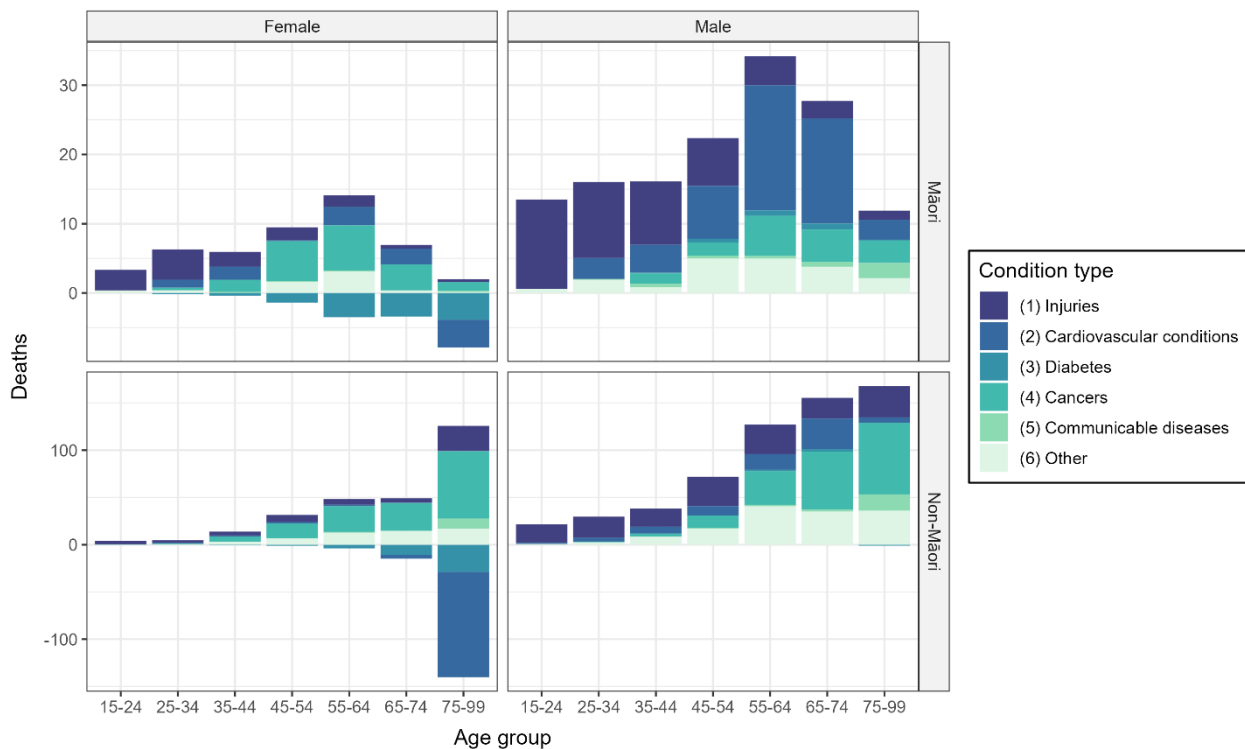 Female Male
Deaths
30
20
10
0
Māori
100
0
-100
Non-Māori
15-24 25-34 35-44 45-54 55-64 65-74 75-99 15-24 25-34 35-44 45-54 55-64 65-74 75-99
Age group
Condition type
(1) Injuries
(2) Cardiovascular conditions
(3) Diabetes
(4) Cancers
(5) Communicable diseases
(6) Other